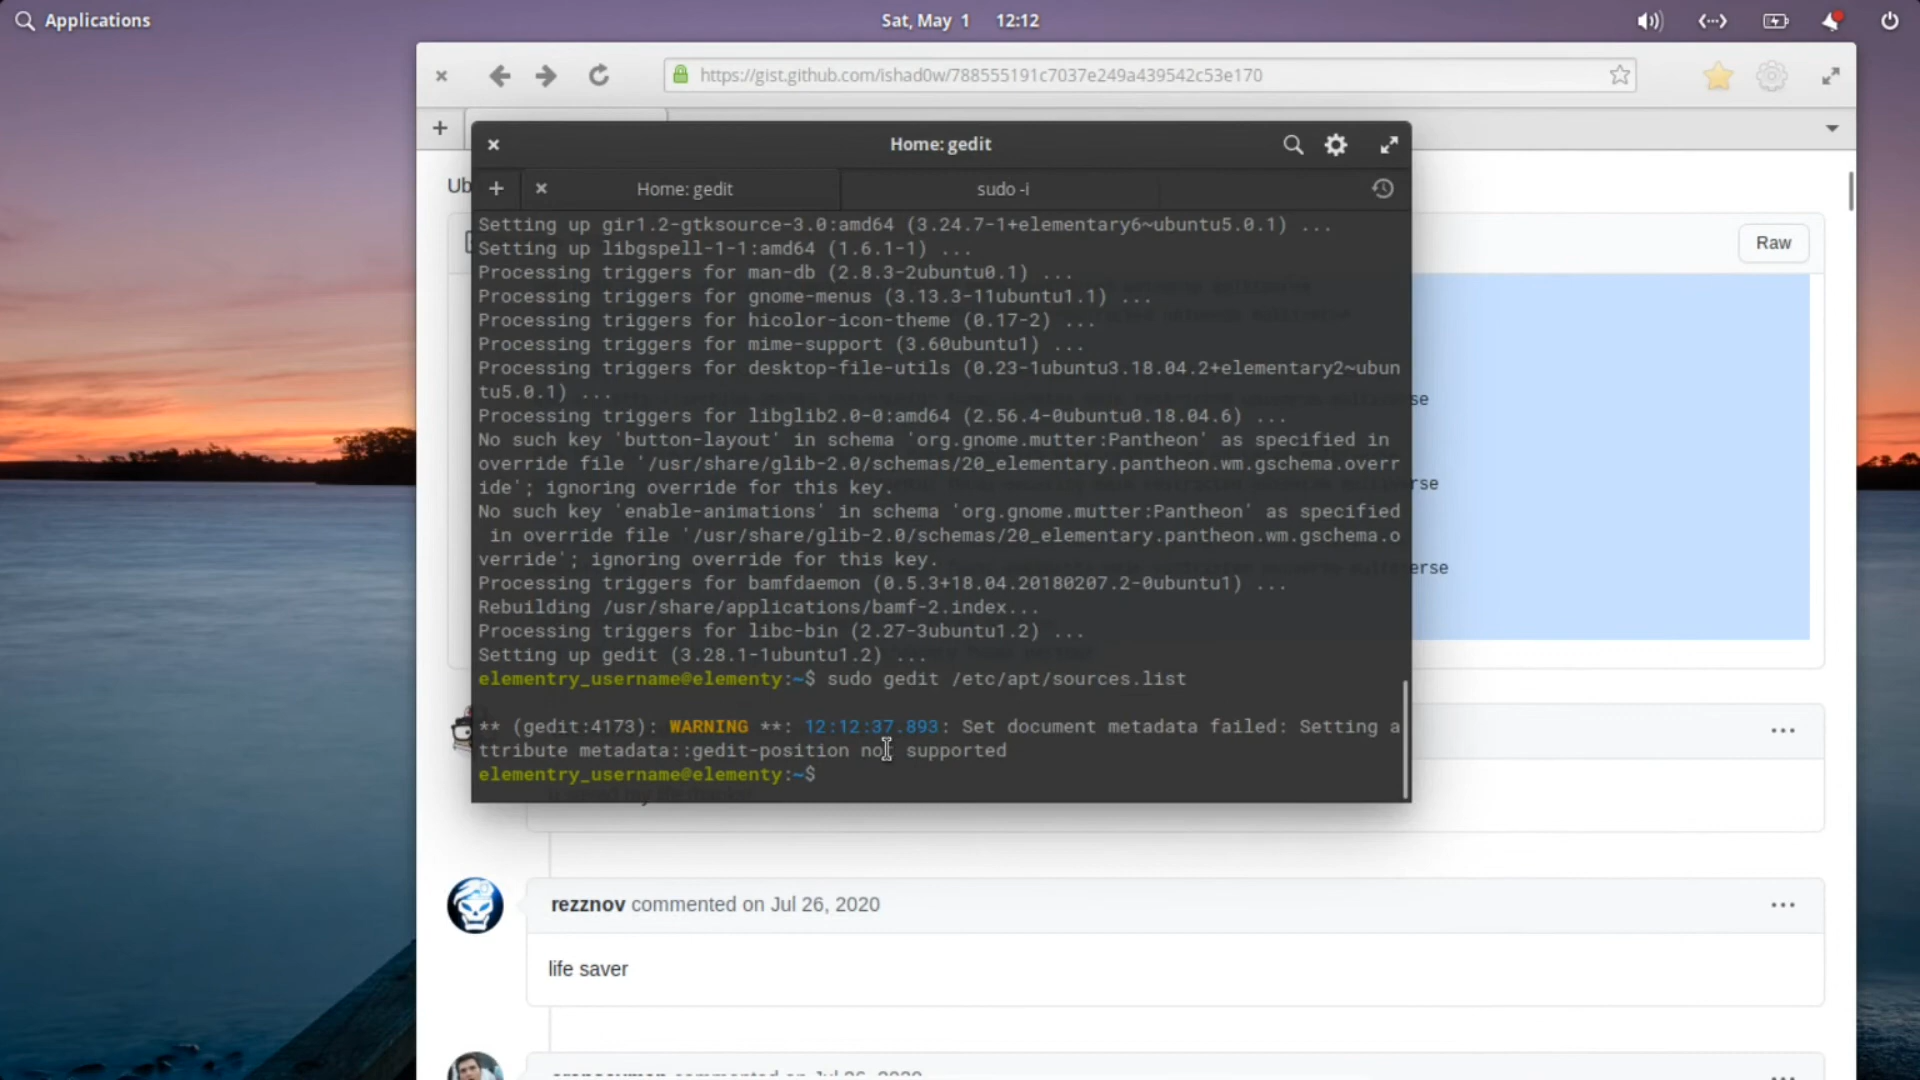 Applications
Sat, May 1 12:12
https://gist.github.com/ishad0w/788555191c7037e249a439542c53e170
Home: gedit
Ub
Home: gedit
sudo -i
Raw
Setting up gir1.2-gtksource-3.0:amd64 (3.24.7-1+elementary6~ubuntu5.0.1) ...
Setting up libgspell-1-1:amd64 (1.6.1-1) ...
Processing triggers for man-db (2.8.3-2ubuntu0.1) ...
Processing triggers for gnome-menus (3.13.3-11ubuntu1.1) ...
Processing triggers for hicolor-icon-theme (0.17-2) ...
Processing triggers for mime-support (3.60ubuntu1) ...
Processing triggers for desktop-file-utils (0.23-1ubuntu3.18.04.2+elementary2~ubun
tu5.0.1) ...
Processing triggers for libglib2.0-0:amd64 (2.56.4-0ubuntu0.18.04.6) ...
No such key 'button-layout' in schema 'org.gnome.mutter:Pantheon' as specified in
override file '/usr/share/glib-2.0/schemas/20_elementary.pantheon.wm.gschema.overr
ide'; ignoring override for this key.
No such key 'enable-animations' in schema 'org.gnome.mutter:Pantheon' as specified
in override file '/usr/share/glib-2.0/schemas/20_elementary.pantheon.wm.gschema.o
verride'; ignoring override for this key.
Processing triggers for bamfdaemon (0.5.3+18.04.20180207.2-0ubuntu1) ...
Rebuilding /usr/share/applications/bamf-2.index...
Processing triggers for libc-bin (2.27-3ubuntu1.2) ...
Setting up gedit (3.28.1-1ubuntu1.2) ...
elementry_username@elementy:~$ sudo gedit /etc/apt/sources.list
** (gedit:4173): WARNING **: 12:12:37.893: Set document metadata failed: Setting a
ttribute metadata::gedit-position not supported
elementry_username@elementy:~$
se
rse
erse
rezznov commented on Jul 26, 2020
life saver